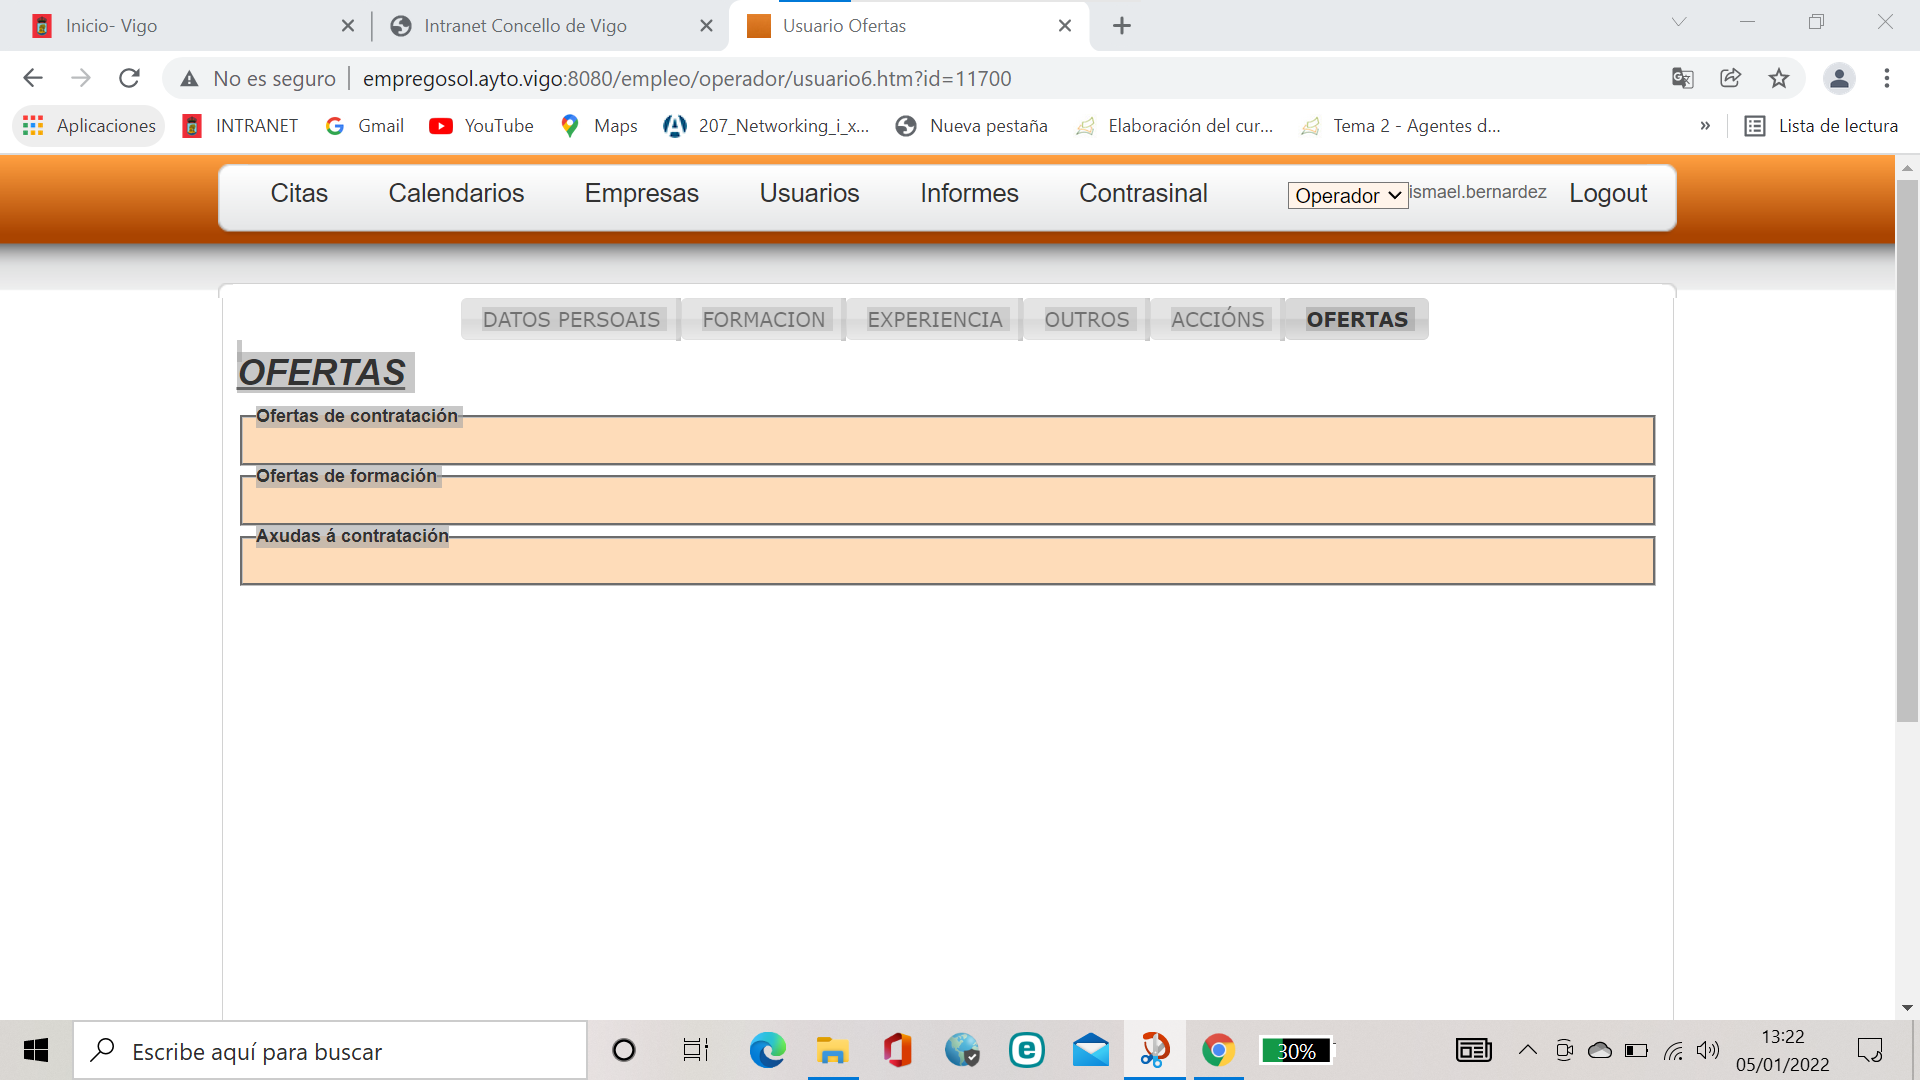 Inicio- Vigo
Intranet Concello de Vigo
Usuario Ofertas
No es seguro
empregosol.ayto.vigo:8080/empleo/operador/usuario6.htm?id=11700
Aplicaciones
INTRANET
Gmail
YouTube
Maps
207_Networking_i_x...
Nueva pestaña
Elaboración del cur...
Tema 2 - Agentes d...
»
Lista de lectura
Citas
Calendarios
Empresas
Usuarios
Informes
Contrasinal
Operador
ismael.bernardez
Logout
DATOS PERSOAIS
FORMACION
EXPERIENCIA
OUTROS
ACCIÓNS
OFERTAS
OFERTAS
Ofertas de contratación
Ofertas de formación
Axudas á contratación
Escribe aquí para buscar
30%
13:22
05/01/2022